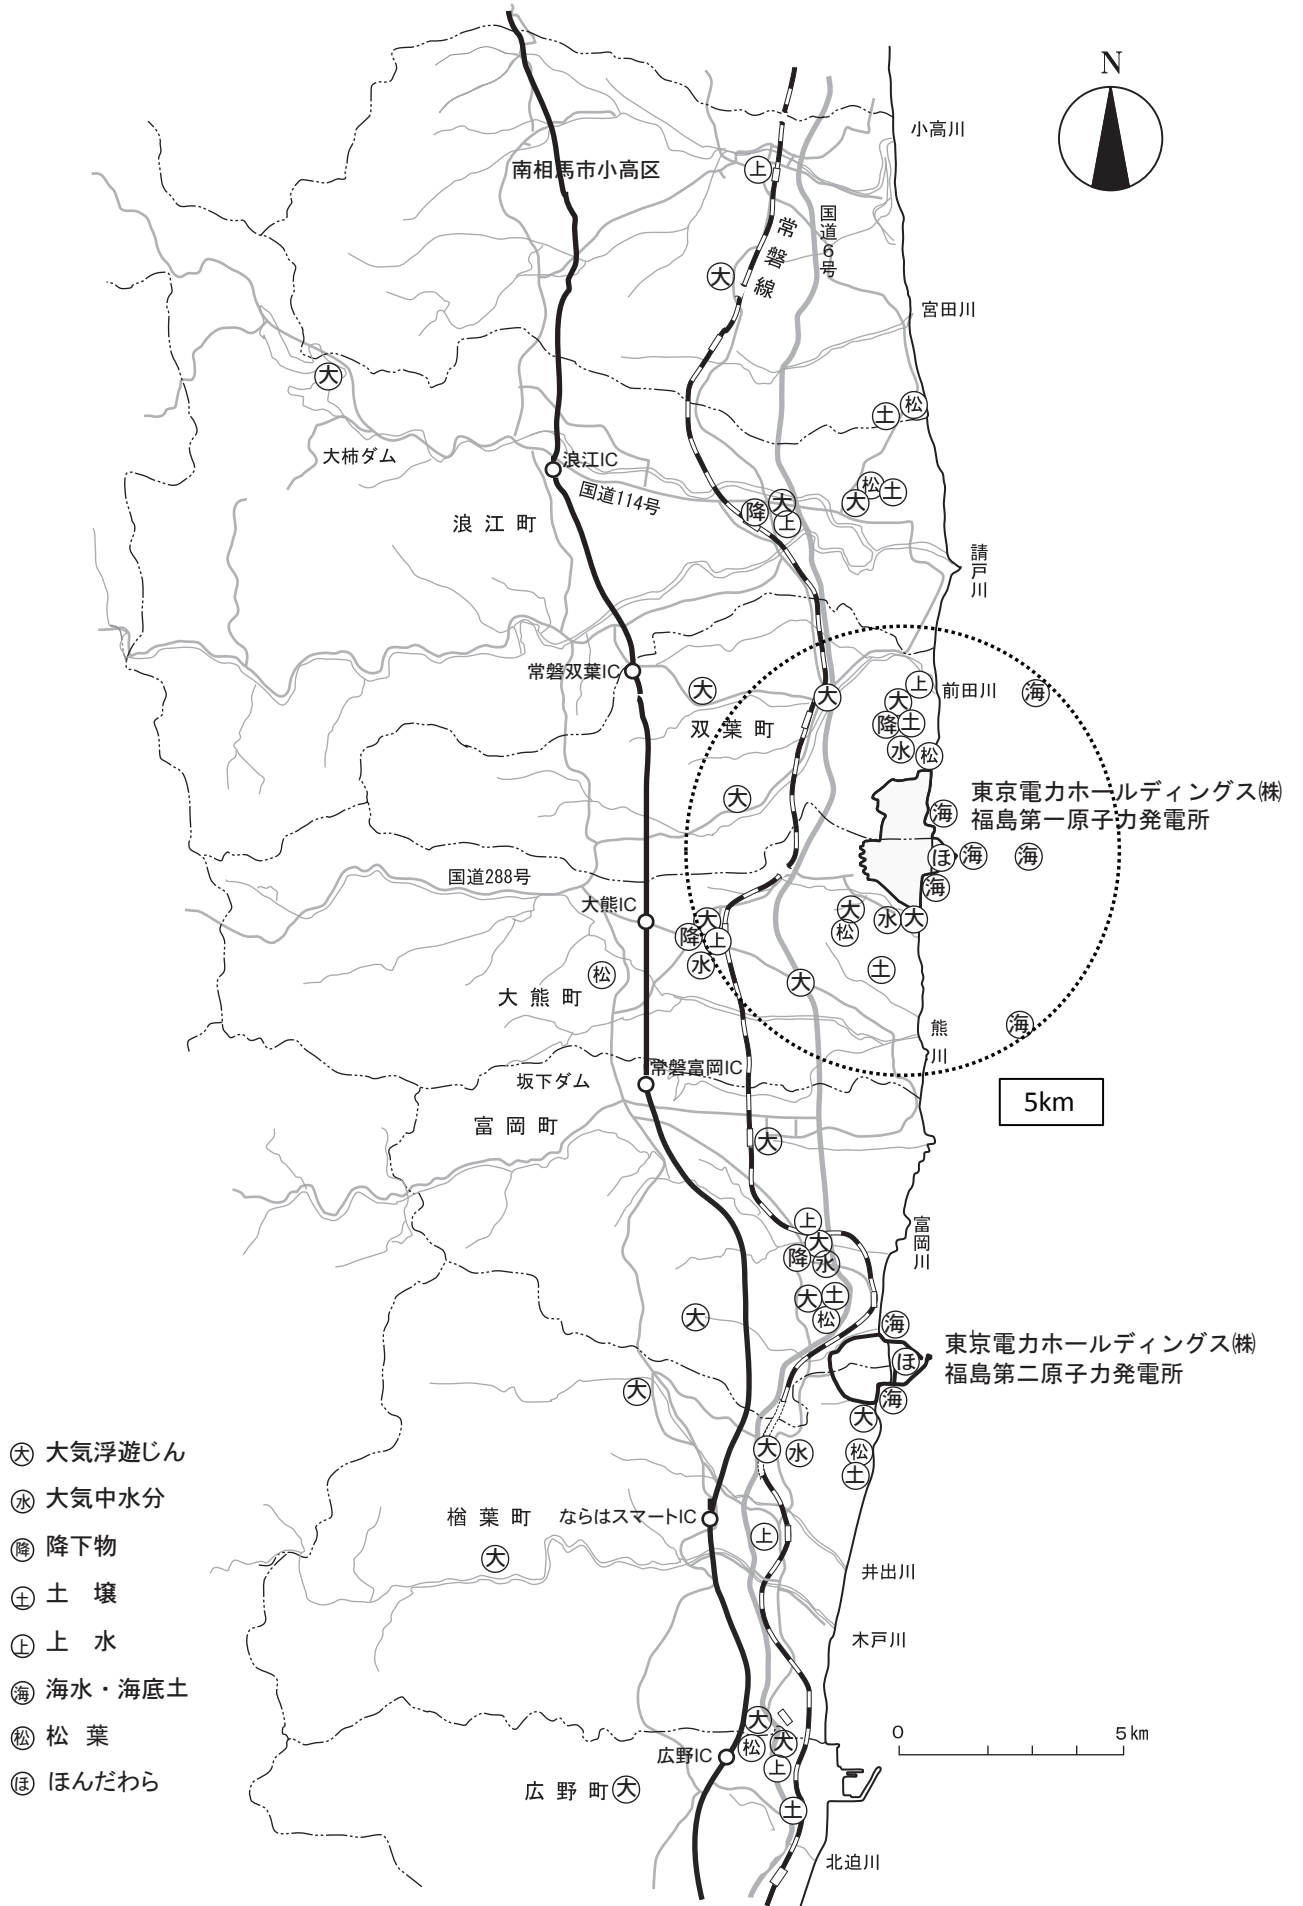 N
小高川
南相馬市小高区
上
国道6号
常磐線
大
宮田川
大
松
土
大柿ダム
浪江IC
国道114号
松
土
大
大
降
上
浪江町
請戸川
常磐双葉IC
大
大
上
前田川
海
大
双葉町
降
土
水
松
大
東京電力ホールディングス㈱
福島第一原子力発電所
海
ほ
海
海
海
国道288号
大熊IC
大
降
上
水
大
松
水
大
松
大熊町
土
大
海
熊川
常磐富岡IC
坂下ダム
5km
富岡町
大
上
大
降
水
富岡川
大
土
松
大
海
東京電力ホールディングス㈱
福島第二原子力発電所
ほ
海
大
大
大
水
松
土
大 大気浮遊じん
水 大気中水分
降 降下物
土 土　壌
上 上　水
海 海水・海底土
松 松　葉
ほ ほんだわら
楢葉町
ならはスマートIC
上
大
井出川
木戸川
大
広野IC
松
大
上
0
5km
広野町
大
土
北迫川